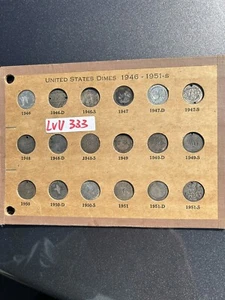 UNITED STATES DIMES 1946 - 1951-S
1946 1946-D 1946-S 1947 1947-D 1947-S
LVV 333
1948 1948-D 1948-S 1949 1949-D 1949-S
1950 1950-D 1950-S 1951 1951-D 1951-S